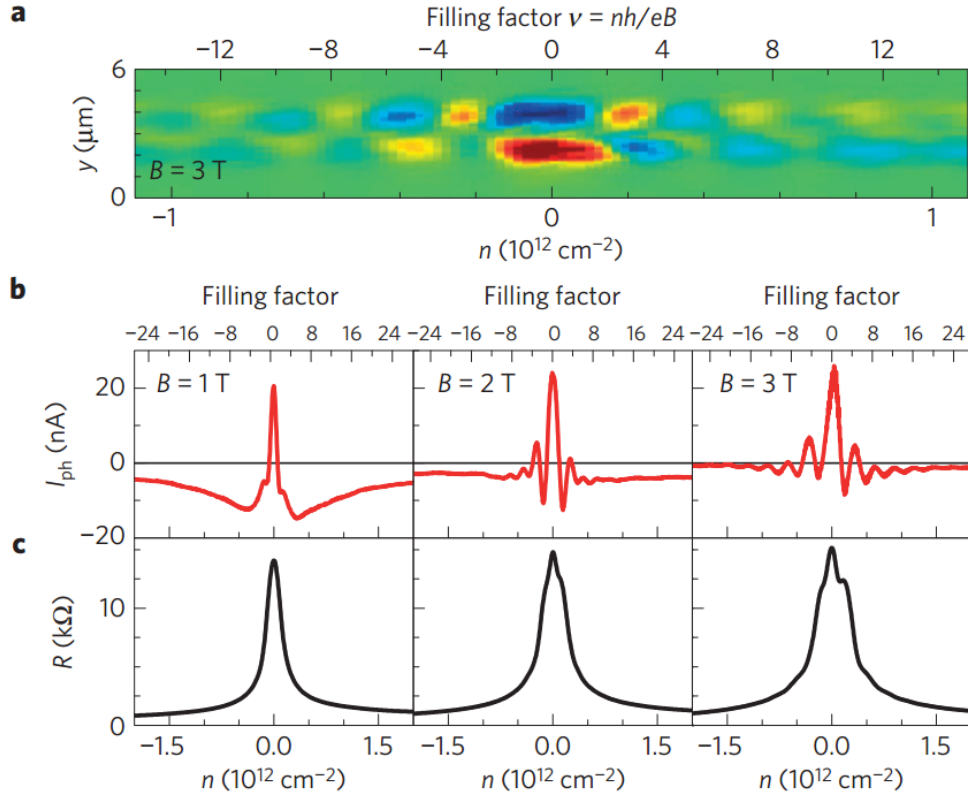 a
Filling factor ν = nh/eB
−12 −8 −4 0 4 8 12
6
y (μm)
B = 3 T
0
−1 0 1
n (10¹² cm⁻²)
b
Filling factor Filling factor Filling factor
−24 −16 −8 0 8 16 24 −24 −16 −8 0 8 16 24 −24 −16 −8 0 8 16 24
B = 1 T B = 2 T B = 3 T
20
I_ph (nA)
0
−20
c
R (kΩ)
10
0
−1.5 0.0 1.5 −1.5 0.0 1.5 −1.5 0.0 1.5
n (10¹² cm⁻²) n (10¹² cm⁻²) n (10¹² cm⁻²)